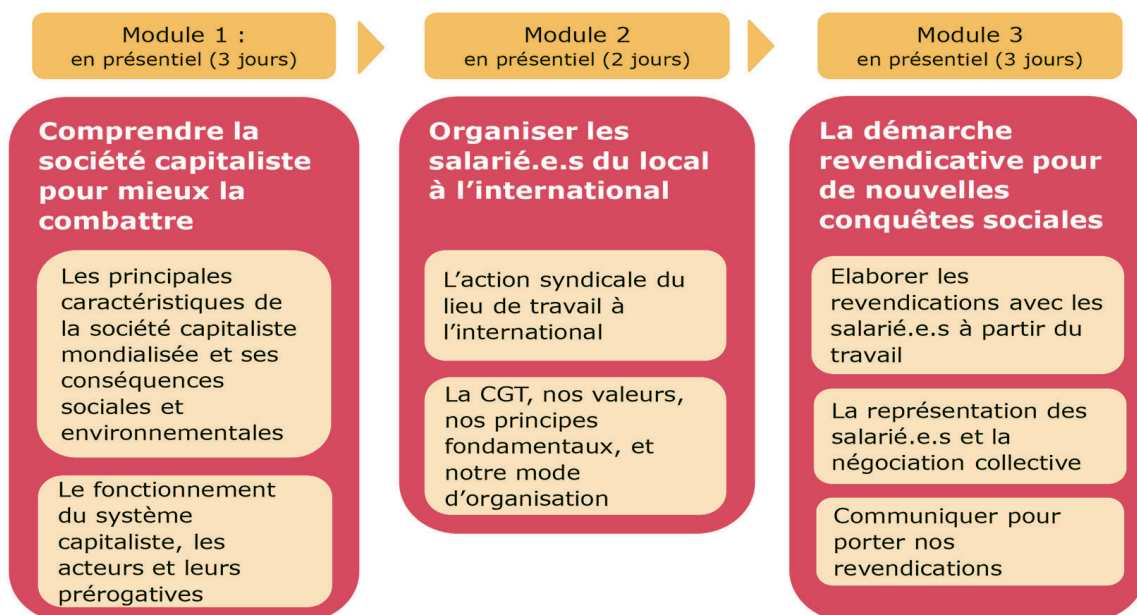 Module 1 :
en présentiel (3 jours)
Module 2
en présentiel (2 jours)
Module 3
en présentiel (3 jours)
Comprendre la
société capitaliste
pour mieux la
combattre
Les principales
caractéristiques de
la société capitaliste
mondialisée et ses
conséquences
sociales et
environnementales
Le fonctionnement
du système
capitaliste, les
acteurs et leurs
prérogatives
Organiser les
salarié.e.s du local
à l’international
L’action syndicale du
lieu de travail à
l’international
La CGT, nos valeurs,
nos principes
fondamentaux, et
notre mode
d’organisation
La démarche
revendicative pour
de nouvelles
conquêtes sociales
Elaborer les
revendications avec les
salarié.e.s à partir du
travail
La représentation des
salarié.e.s et la
négociation collective
Communiquer pour
porter nos
revendications